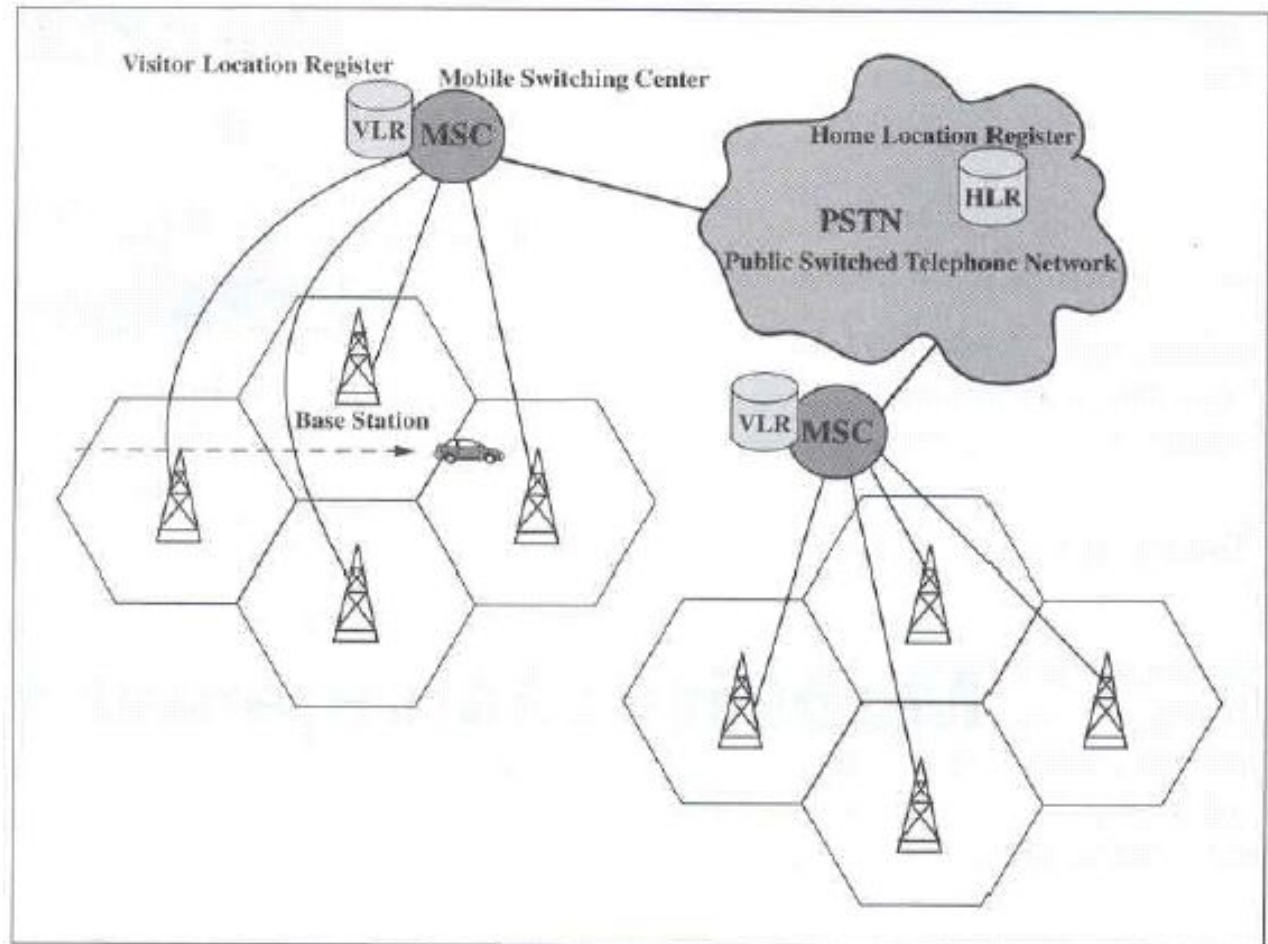 Visitor Location Register
Mobile Switching Center
VLR
MSC
Home Location Register
HLR
PSTN
Public Switched Telephone Network
Base Station
VLR
MSC